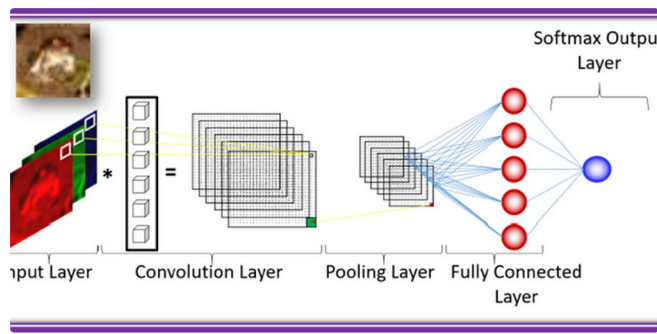 Softmax Outpu
Layer
*
=
nput Layer
Convolution Layer
Pooling Layer
Fully Connected
Layer